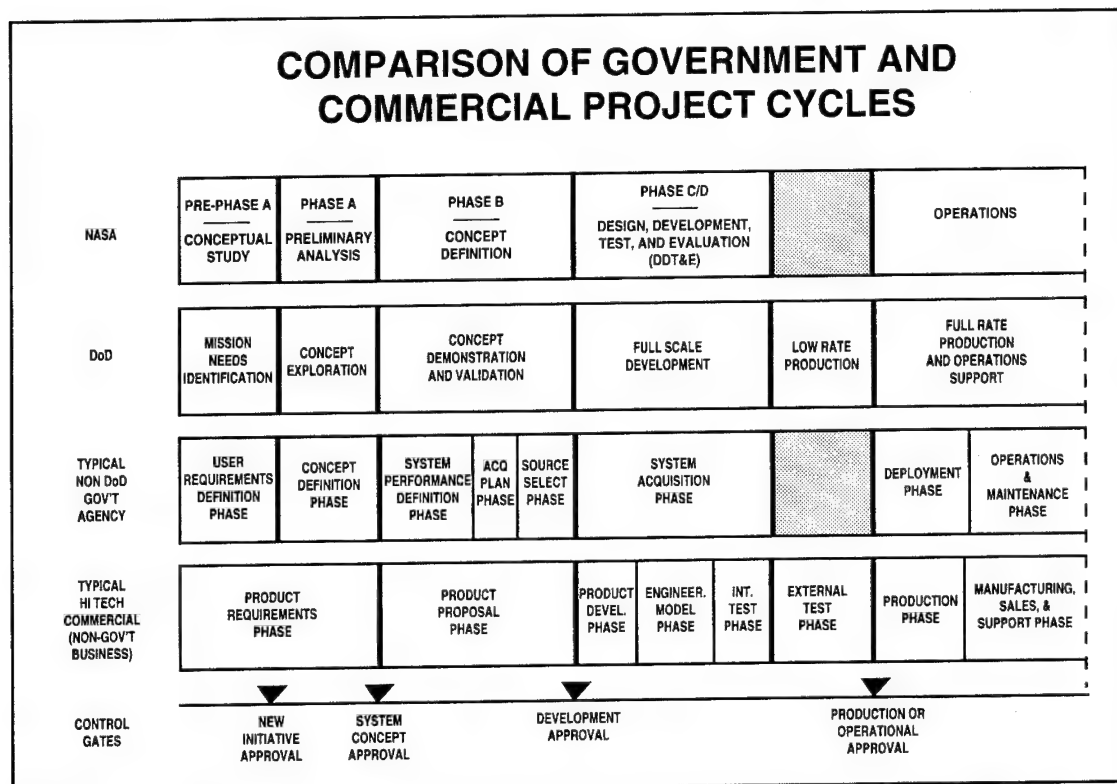 COMPARISON OF GOVERNMENT AND
COMMERCIAL PROJECT CYCLES
NASA
PRE-PHASE A
CONCEPTUAL
STUDY
PHASE A
PRELIMINARY
ANALYSIS
PHASE B
CONCEPT
DEFINITION
PHASE C/D
DESIGN, DEVELOPMENT,
TEST, AND EVALUATION
(DDT&E)
OPERATIONS
DoD
MISSION
NEEDS
IDENTIFICATION
CONCEPT
EXPLORATION
CONCEPT
DEMONSTRATION
AND VALIDATION
FULL SCALE
DEVELOPMENT
LOW RATE
PRODUCTION
FULL RATE
PRODUCTION
AND OPERATIONS
SUPPORT
TYPICAL
NON DoD
GOV'T
AGENCY
USER
REQUIREMENTS
DEFINITION
PHASE
CONCEPT
DEFINITION
PHASE
SYSTEM
PERFORMANCE
DEFINITION
PHASE
ACQ
PLAN
PHASE
SOURCE
SELECT
PHASE
SYSTEM
ACQUISITION
PHASE
DEPLOYMENT
PHASE
OPERATIONS
&
MAINTENANCE
PHASE
TYPICAL
HI TECH
COMMERCIAL
(NON-GOV'T
BUSINESS)
PRODUCT
REQUIREMENTS
PHASE
PRODUCT
PROPOSAL
PHASE
PRODUCT
DEVEL.
PHASE
ENGINEER.
MODEL
PHASE
INT.
TEST
PHASE
EXTERNAL
TEST
PHASE
PRODUCTION
PHASE
MANUFACTURING,
SALES, &
SUPPORT PHASE
CONTROL
GATES
NEW
INITIATIVE
APPROVAL
SYSTEM
CONCEPT
APPROVAL
DEVELOPMENT
APPROVAL
PRODUCTION OR
OPERATIONAL
APPROVAL